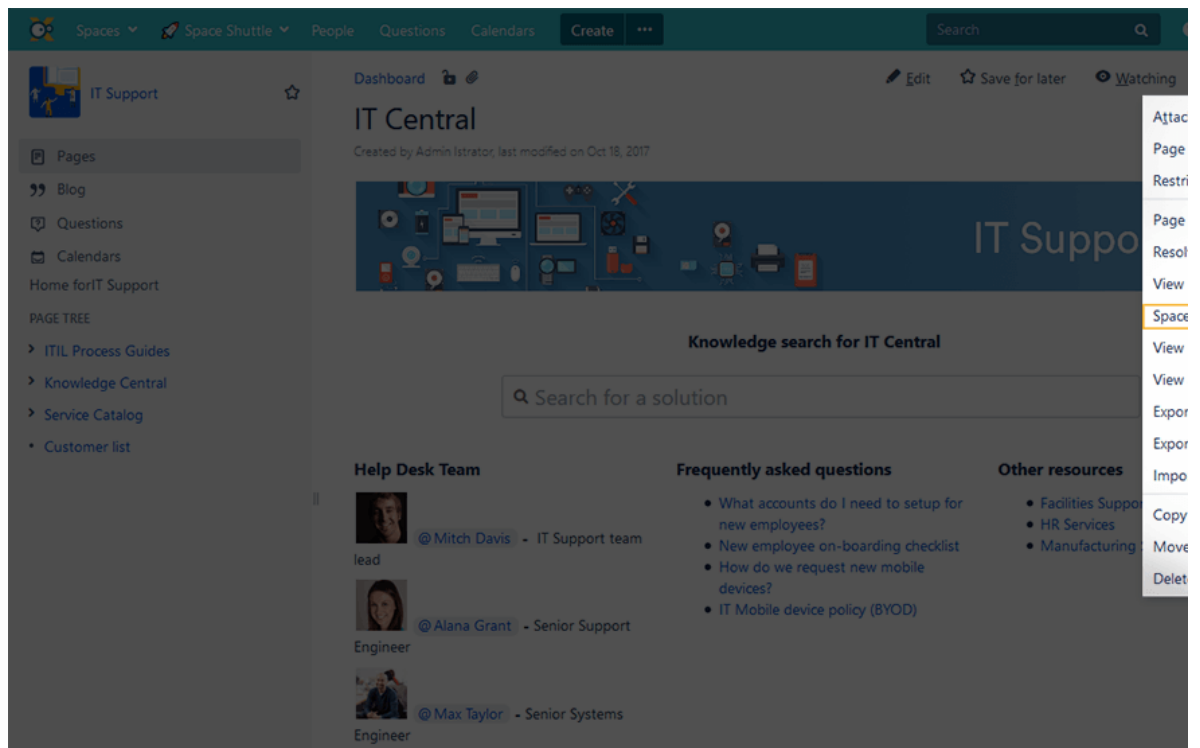 Spaces Space Shuttle People Questions Calendars Create ••• Search
IT Support
Pages
Blog
Questions
Calendars
Home forIT Support
PAGE TREE
ITIL Process Guides
Knowledge Central
Service Catalog
Customer list
Dashboard
Edit Save for later Watching
IT Central
Created by Admin Istrator, last modified on Oct 18, 2017
IT Suppo
Knowledge search for IT Central
Search for a solution
Help Desk Team
@Mitch Davis - IT Support team
lead
@Alana Grant - Senior Support
Engineer
@Max Taylor - Senior Systems
Engineer
Frequently asked questions
What accounts do I need to setup for
new employees?
New employee on-boarding checklist
How do we request new mobile
devices?
IT Mobile device policy (BYOD)
Other resources
Facilities Suppor
HR Services
Manufacturing
Attac
Page
Restri
Page
Resol
View
Space
View
View
Expor
Expor
Impo
Copy
Move
Delet